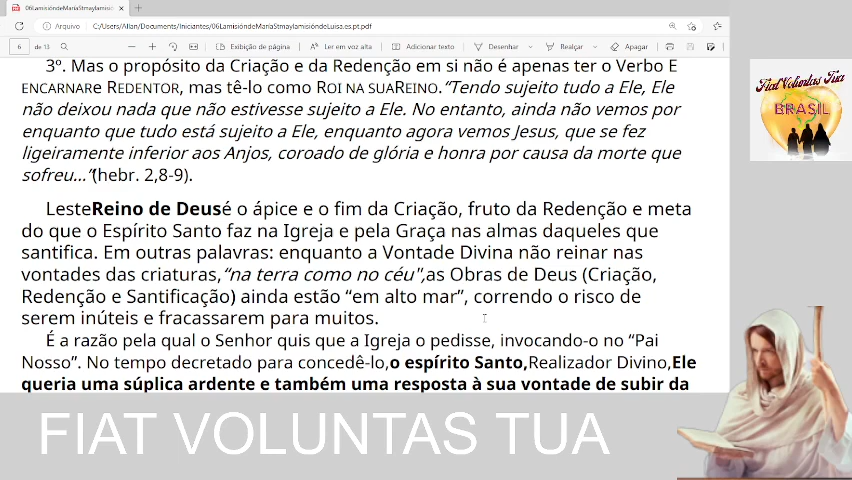 06LamisióndeMaríaStmaylamisióndeLuisa.es.pt.pdf
Arquivo C:/Users/Allan/Documents/Iniciantes/06LamisióndeMaríaStmaylamisióndeLuisa.es.pt.pdf
6 de 13 Exibição de página Ler em voz alta Adicionar texto Desenhar Realçar Apagar
3º. Mas o propósito da Criação e da Redenção em si não é apenas ter o Verbo E
ENCARNARe REDENTOR, mas tê-lo como ROI NA SUAREINO.“Tendo sujeito tudo a Ele, Ele
não deixou nada que não estivesse sujeito a Ele. No entanto, ainda não vemos por
enquanto que tudo está sujeito a Ele, enquanto agora vemos Jesus, que se fez
ligeiramente inferior aos Anjos, coroado de glória e honra por causa da morte que
sofreu...”(hebr. 2,8-9).
LesteReino de Deusé o ápice e o fim da Criação, fruto da Redenção e meta
do que o Espírito Santo faz na Igreja e pela Graça nas almas daqueles que
santifica. Em outras palavras: enquanto a Vontade Divina não reinar nas
vontades das criaturas,“na terra como no céu",as Obras de Deus (Criação,
Redenção e Santificação) ainda estão “em alto mar”, correndo o risco de
serem inúteis e fracassarem para muitos.
É a razão pela qual o Senhor quis que a Igreja o pedisse, invocando-o no “Pai
Nosso”. No tempo decretado para concedê-lo,o espírito Santo,Realizador Divino,Ele
queria uma súplica ardente e também uma resposta à sua vontade de subir da
Fiat Voluntas Tua
BRASIL
FIAT VOLUNTAS TUA